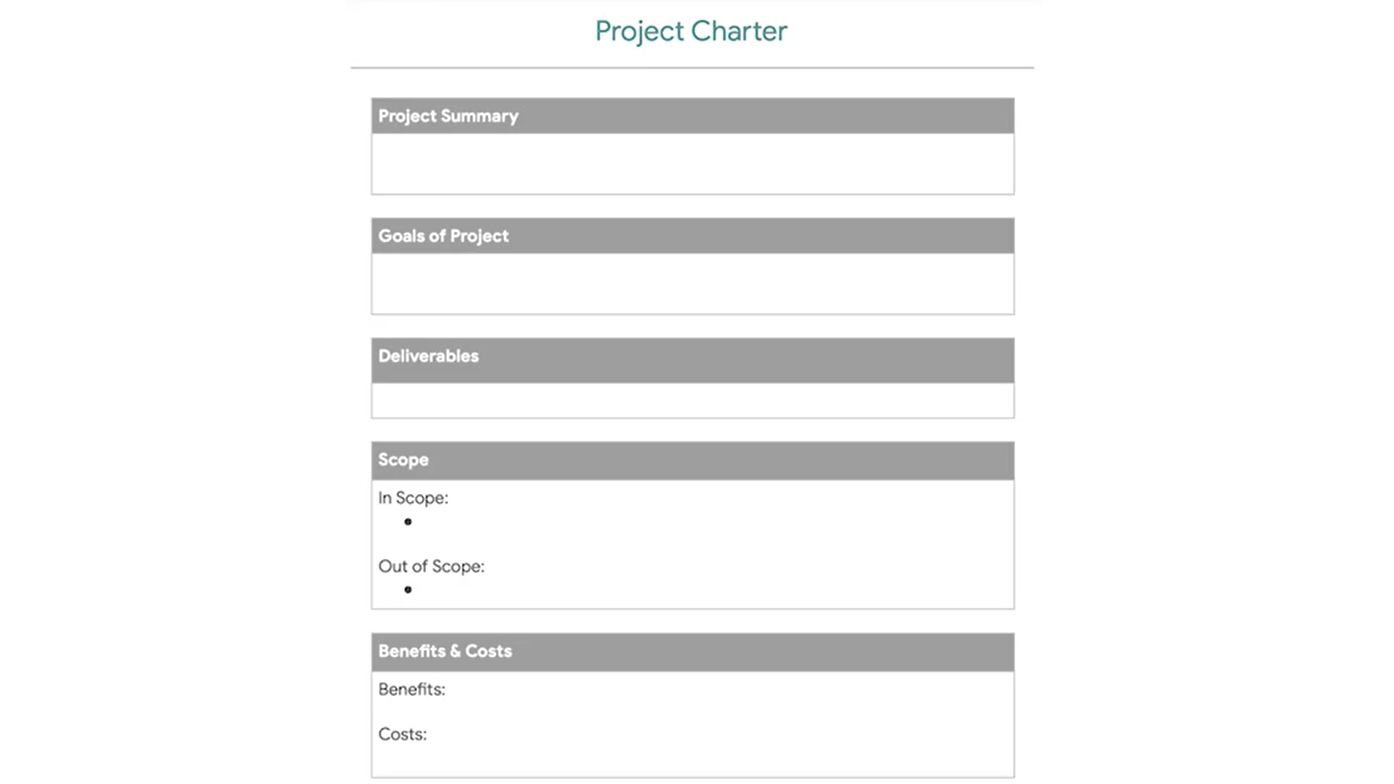 Project Charter
Project Summary
Goals of Project
Deliverables
Scope
In Scope:
Out of Scope:
Benefits & Costs
Benefits:
Costs: